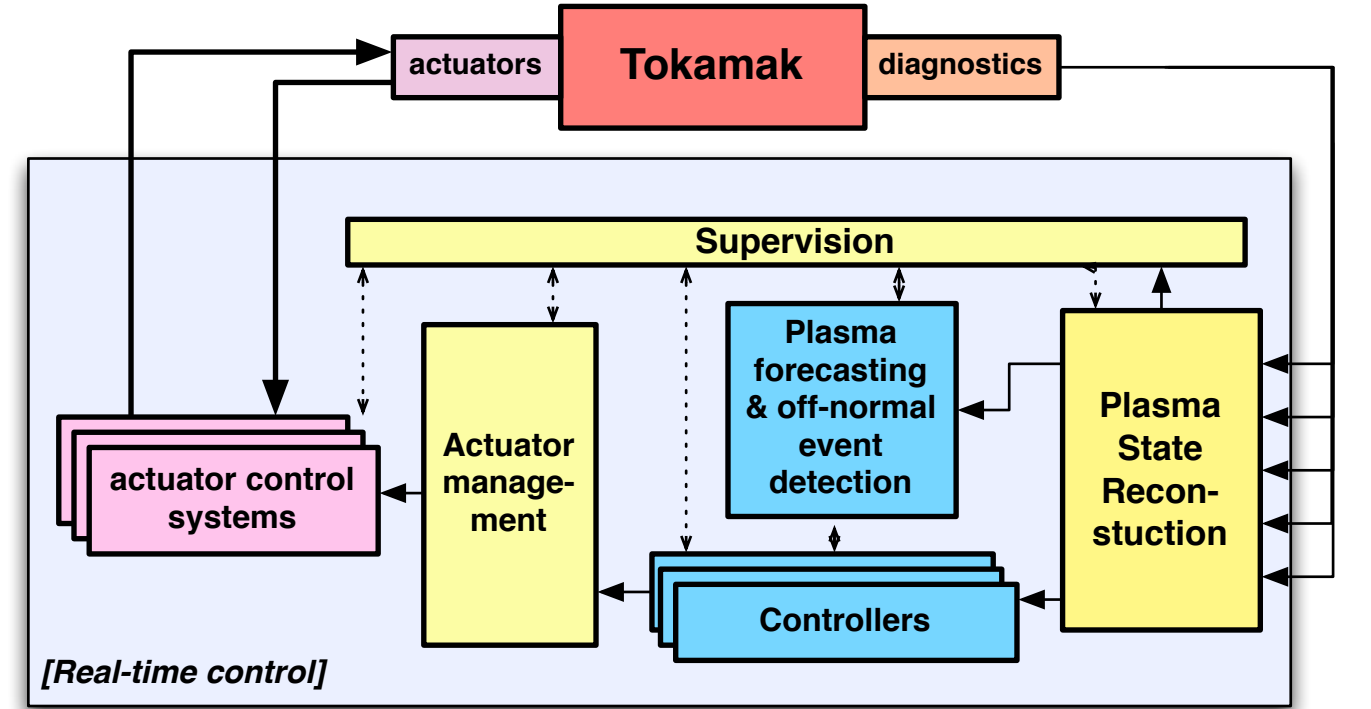 actuators
Tokamak
diagnostics
Supervision
Plasma
forecasting
& off-normal
event
detection
Plasma
State
Recon-
stuction
Actuator
manage-
ment
actuator control
systems
Controllers
[Real-time control]